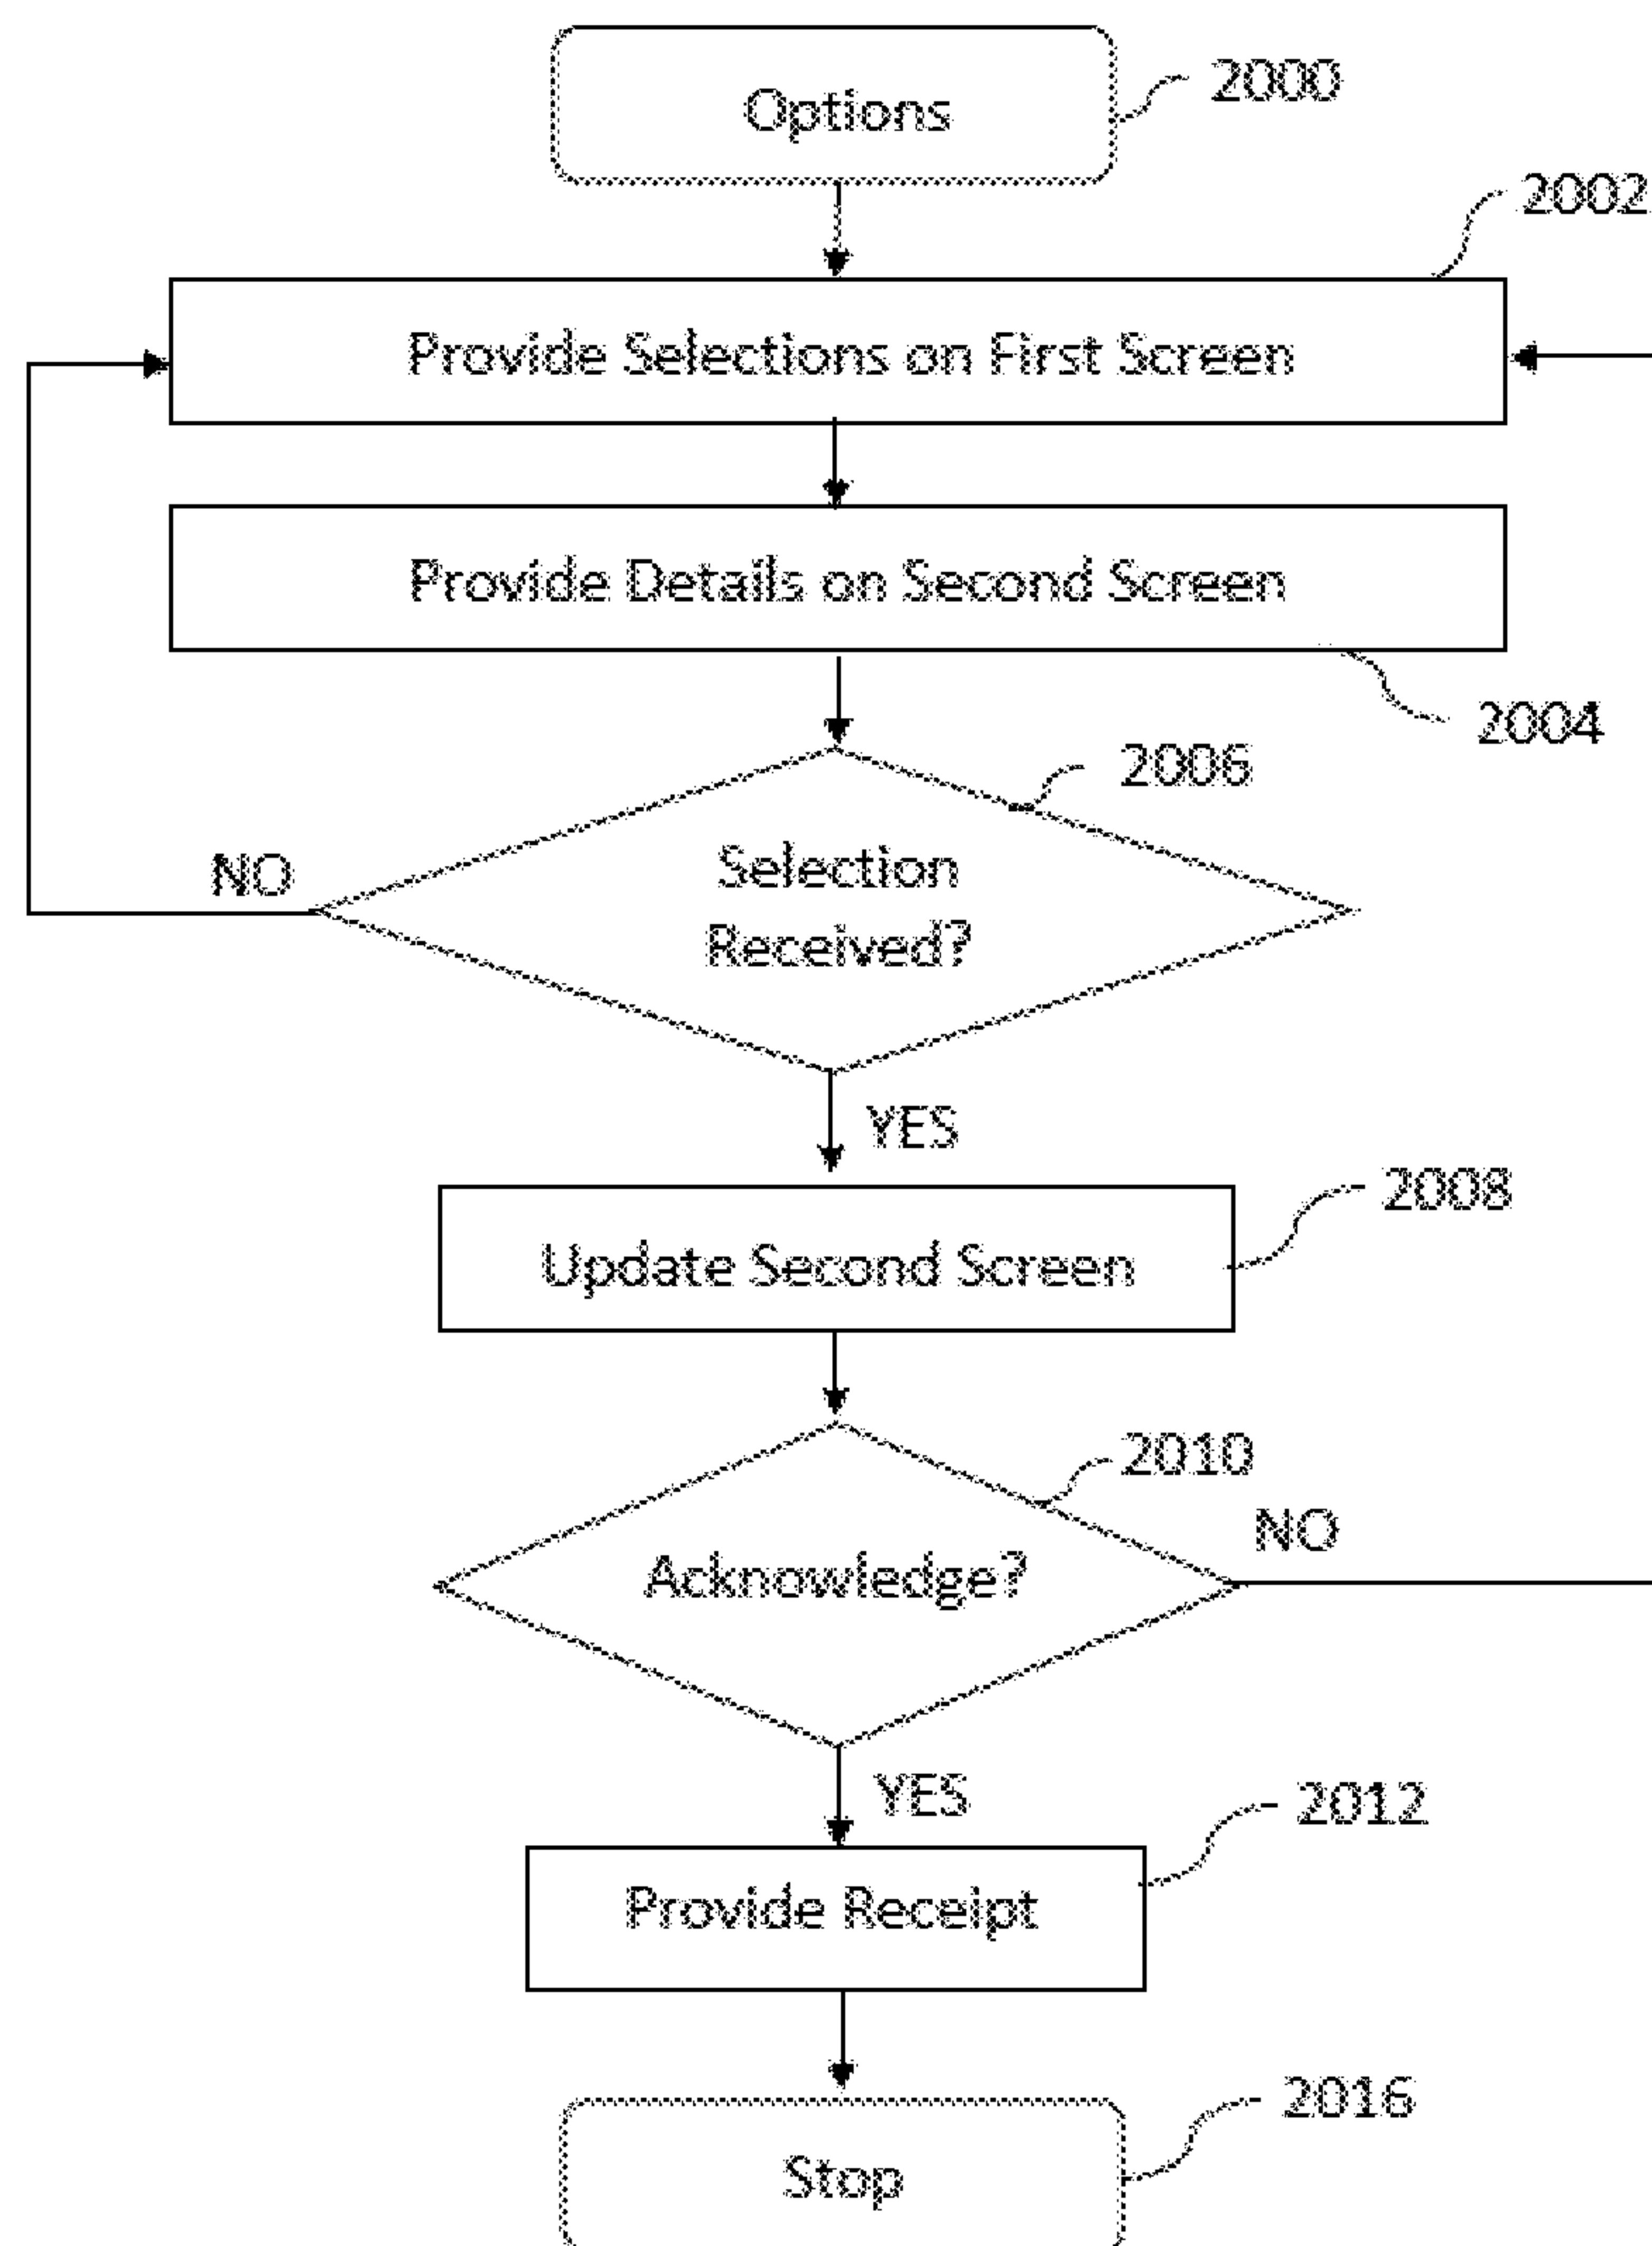 Options
2000
2002
Provide Selections on First Screen
Provide Details on Second Screen
2004
2006
NO
Selection
Received?
YES
2008
Update Second Screen
2010
NO
Acknowledge?
YES
2012
Provide Receipt
2016
Stop